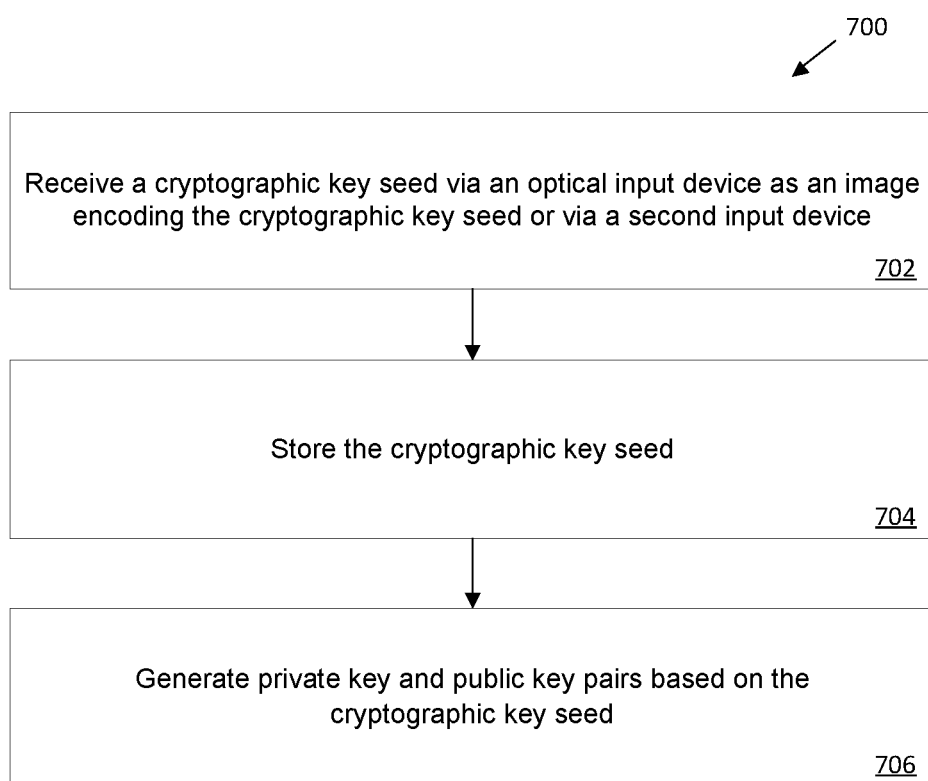 700
Receive a cryptographic key seed via an optical input device as an image
encoding the cryptographic key seed or via a second input device
702
Store the cryptographic key seed
704
Generate private key and public key pairs based on the
cryptographic key seed
706